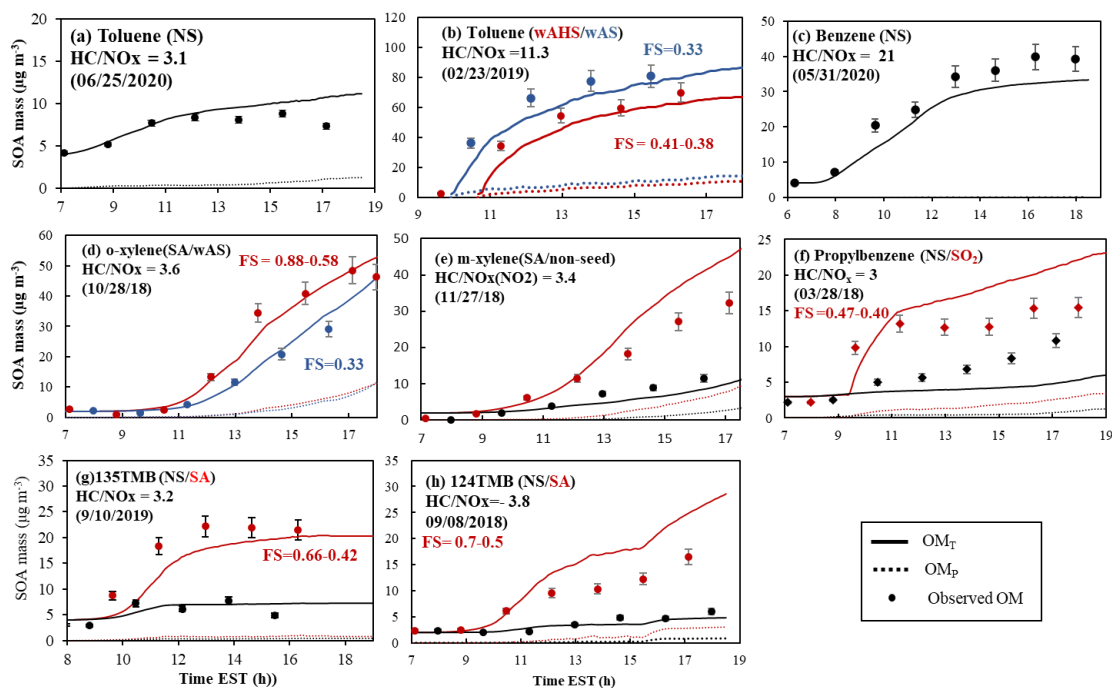 (a) Toluene (NS)
HC/NOx = 3.1
(06/25/2020)
SOA mass (µg m-3)
20
15
10
5
0
7 9 11 13 15 17 19
(b) Toluene (wAHS/wAS)
HC/NOx =11.3
(02/23/2019)
FS=0.33
FS = 0.41-0.38
120
100
80
60
40
20
0
9 11 13 15 17
(c) Benzene (NS)
HC/NOx = 21
(05/31/2020)
50
40
30
20
10
0
6 8 10 12 14 16 18
(d) o-xylene(SA/wAS)
HC/NOx = 3.6
(10/28/18)
FS = 0.88-0.58
FS=0.33
SOA mass (µg m-3)
60
50
40
30
20
10
0
7 9 11 13 15 17
(e) m-xylene(SA/non-seed)
HC/NOx(NO2) = 3.4
(11/27/18)
50
40
30
20
10
0
7 9 11 13 15 17
(f) Propylbenzene (NS/SO2)
HC/NOx = 3
(03/28/18)
FS=0.47-0.40
25
20
15
10
5
0
7 9 11 13 15 17 19
(g)135TMB (NS/SA)
HC/NOx = 3.2
(9/10/2019)
FS=0.66-0.42
SOA mass (µg m-3)
35
30
25
20
15
10
5
0
8 10 12 14 16 18
Time EST (h))
(h) 124TMB (NS/SA)
HC/NOx=- 3.8
09/08/2018)
FS=0.7-0.5
35
30
25
20
15
10
5
0
7 9 11 13 15 17 19
Time EST (h)
OMT
OMP
Observed OM